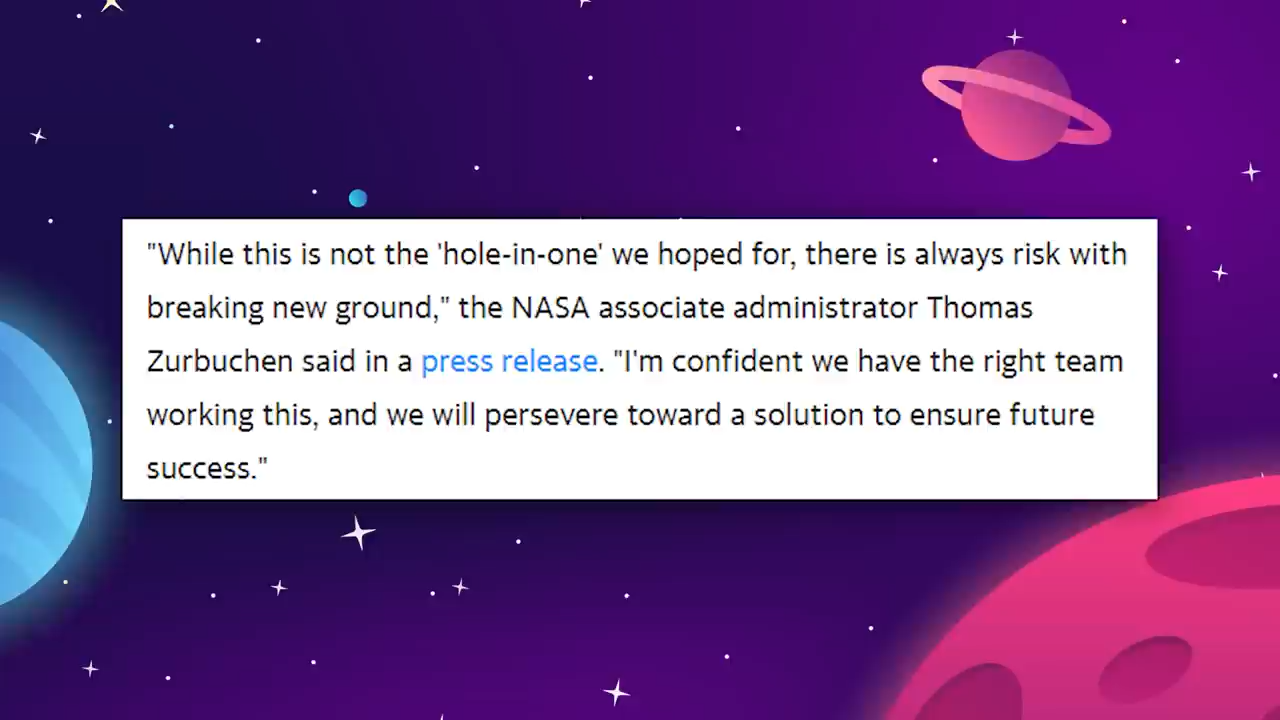 "While this is not the 'hole-in-one' we hoped for, there is always risk with
breaking new ground," the NASA associate administrator Thomas
Zurbuchen said in a press release. "I'm confident we have the right team
working this, and we will persevere toward a solution to ensure future
success."